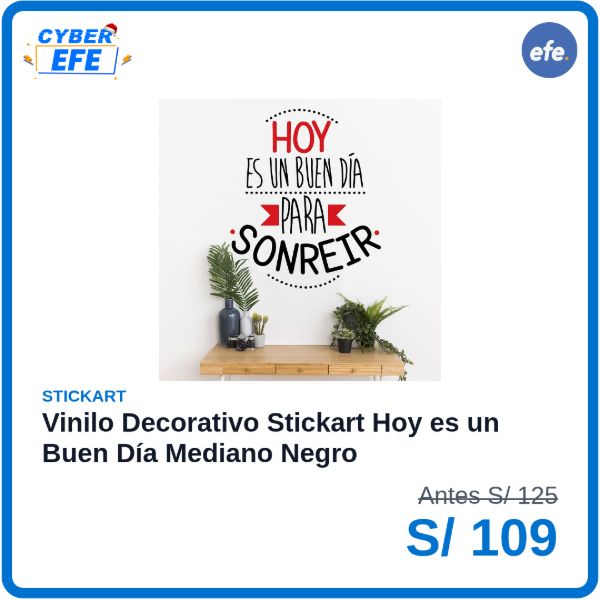 CYBER
EFE
efe.
HOY
ES UN BUEN DÍA
PARA
SONREIR
STICKART
Vinilo Decorativo Stickart Hoy es un
Buen Día Mediano Negro
Antes S/ 125
S/ 109